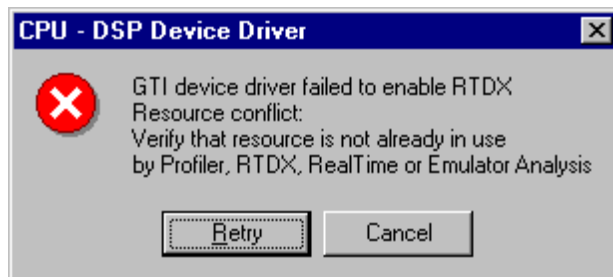 CPU - DSP Device Driver
GTI device driver failed to enable RTDX
Resource conflict:
Verify that resource is not already in use
by Profiler, RTDX, RealTime or Emulator Analysis
Retry Cancel